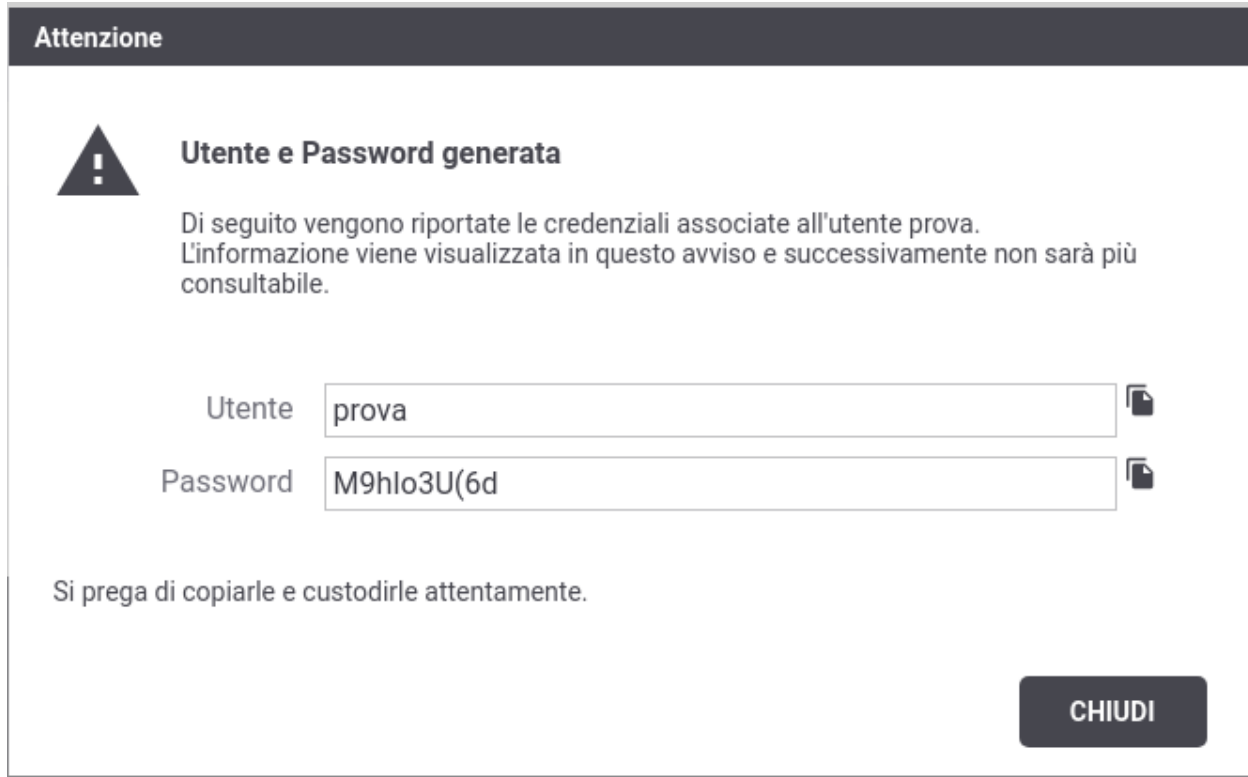 Attenzione
Utente e Password generata
Di seguito vengono riportate le credenziali associate all'utente prova.
L'informazione viene visualizzata in questo avviso e successivamente non sarà più
consultabile.
Utente prova
Password M9hIo3U(6d
Si prega di copiarle e custodirle attentamente.
CHIUDI